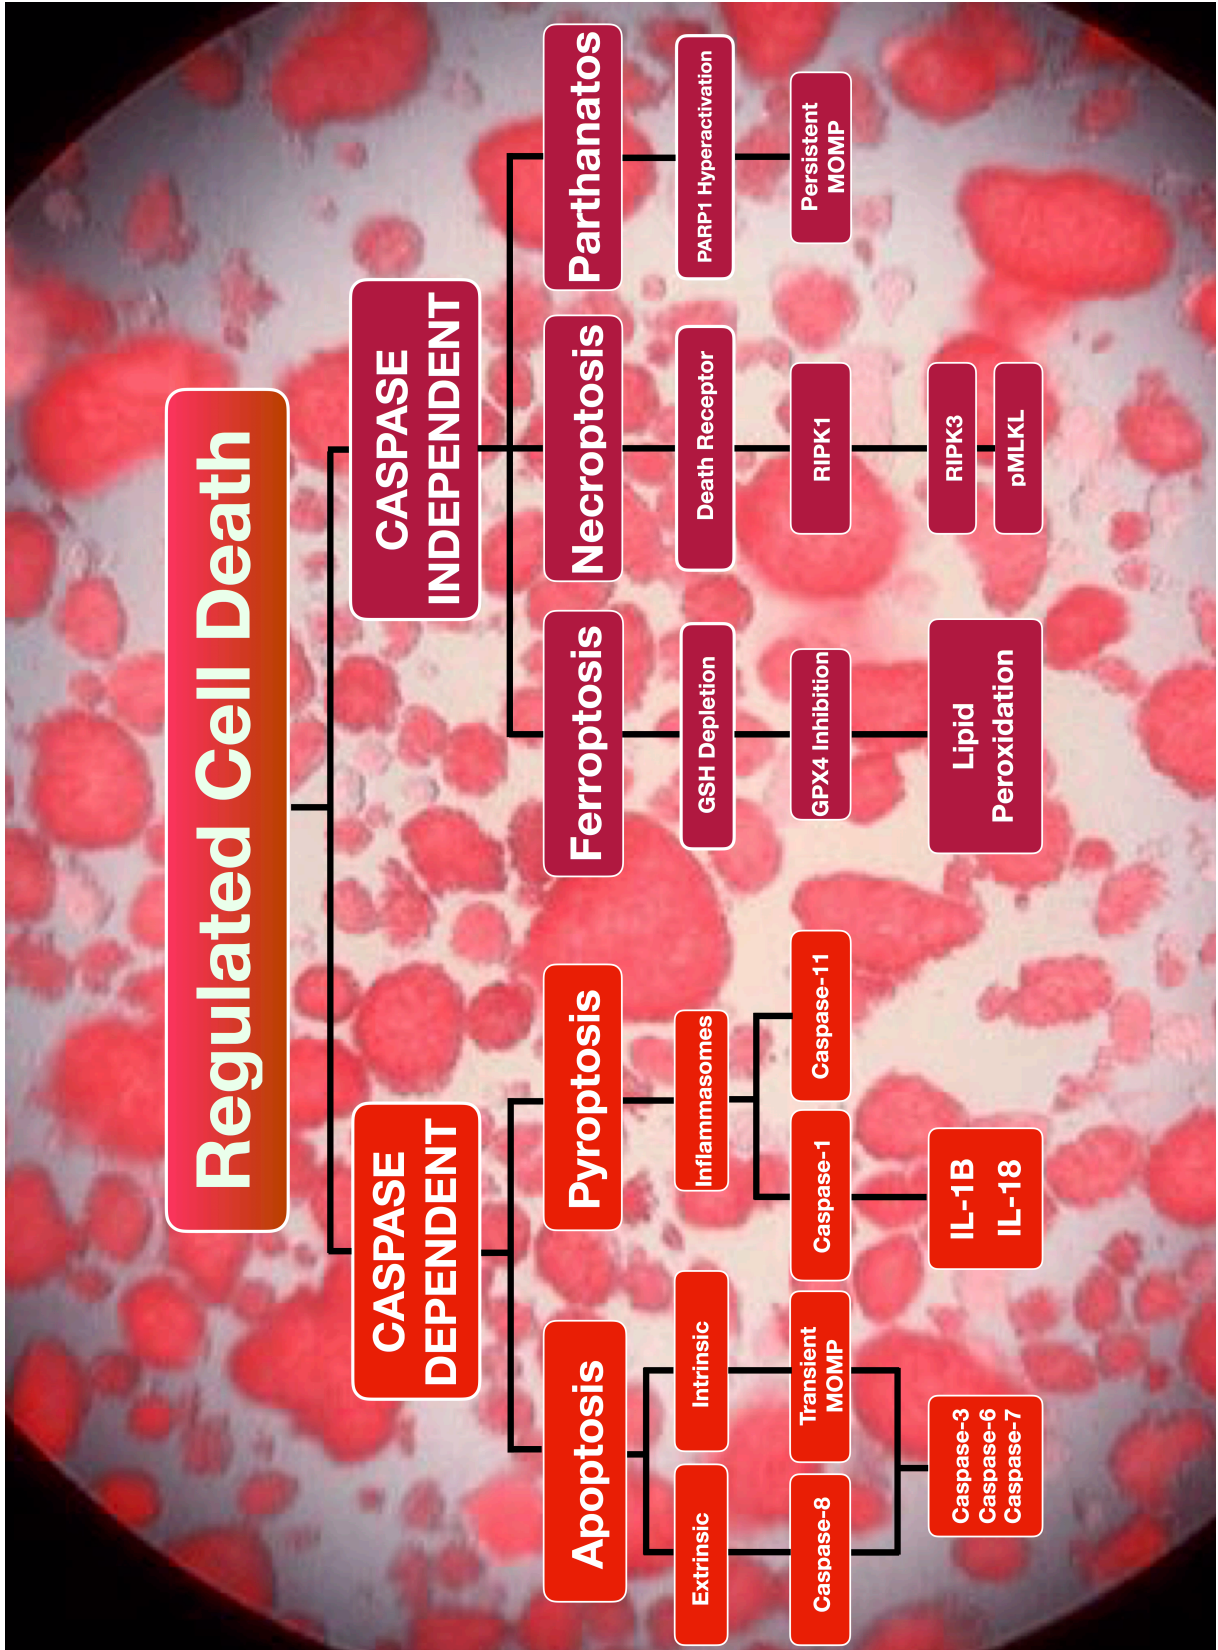 Regulated Cell Death
CASPASE
DEPENDENT
CASPASE
INDEPENDENT
Apoptosis
Pyroptosis
Ferroptosis
Necroptosis
Parthanatos
Extrinsic
Intrinsic
Inflammasomes
GSH Depletion
Death Receptor
PARP1 Hyperactivation
Caspase-8
Transient
MOMP
Caspase-1
Caspase-11
GPX4 Inhibition
RIPK1
Persistent
MOMP
Caspase-3
Caspase-6
Caspase-7
IL-1B
IL-18
Lipid
Peroxidation
RIPK3
pMLKL